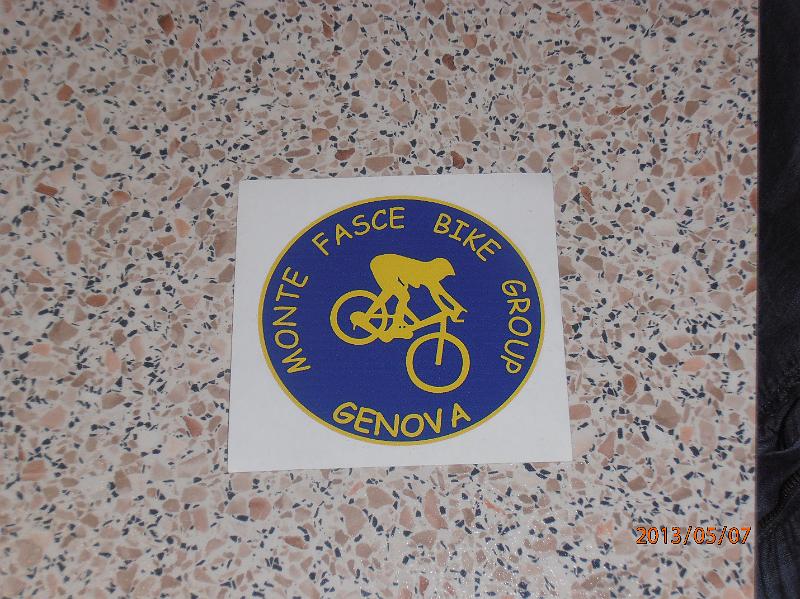 MONTE FASCE BIKE GROUP
GENOVA
2013/05/07